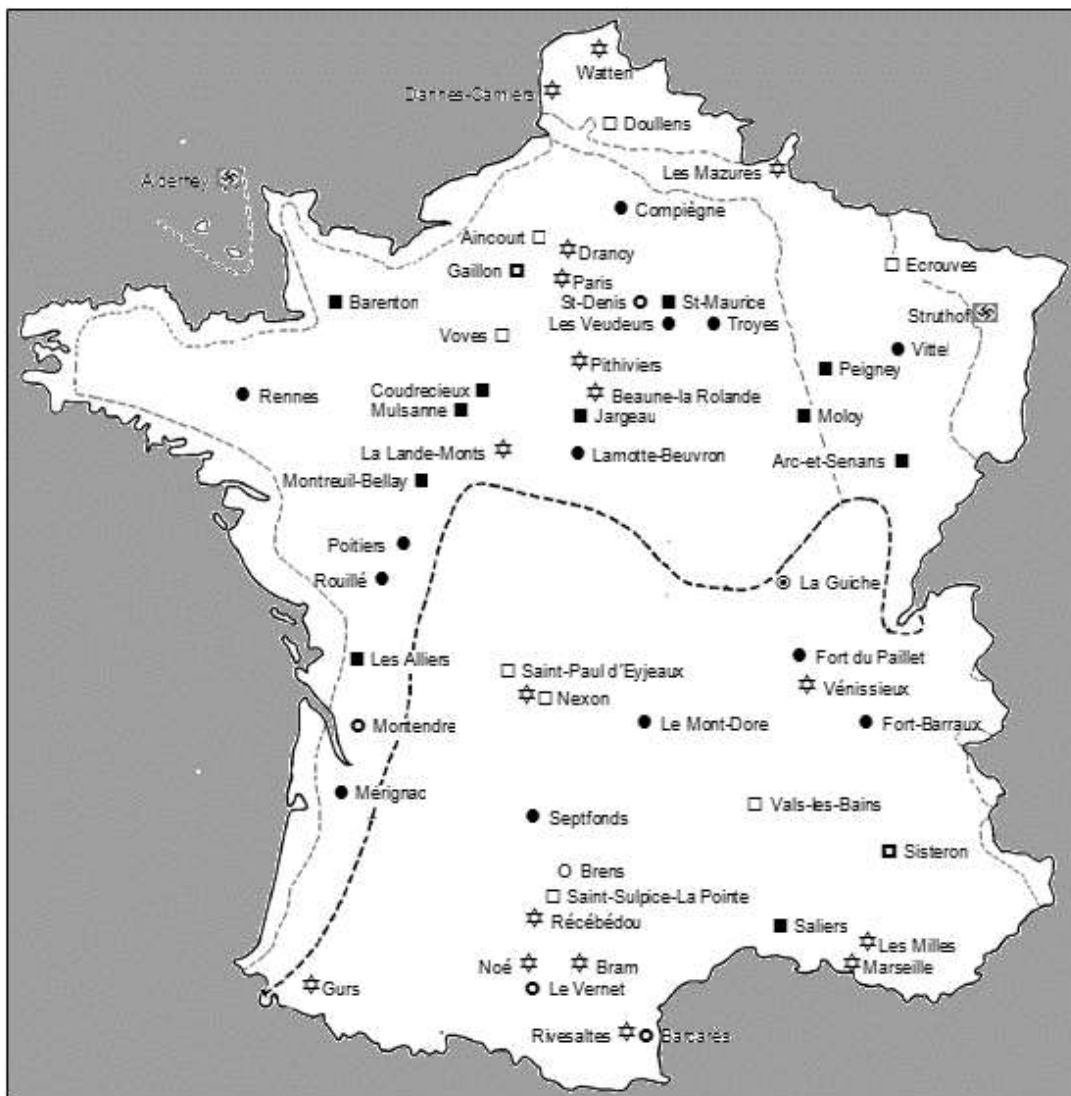 Watten
Dannes-Camiers
Doullens
Les Mazures
Alderney
Compiègne
Aincourt
Drancy
Gaillon
Ecrouves
Paris
Barenton
St-Denis
St-Maurice
Struthof
Les Veudeurs
Troyes
Voves
Vittel
Pithiviers
Peigney
Coudrecieux
Rennes
Beaune-la Rolande
Mulsanne
Jargeau
Moloy
La Lande-Monts
Lamotte-Beuvron
Arc-et-Senans
Montreuil-Bellay
Poitiers
Rouillé
La Guiche
Les Alliers
Fort du Paillet
Saint-Paul d'Eyjeaux
Vénissieux
Nexon
Montendre
Le Mont-Dore
Fort-Barraux
Mérignac
Vals-les-Bains
Septfonds
Sisteron
Brens
Saint-Sulpice-La Pointe
Récébédou
Saliers
Les Milles
Noé
Bram
Marseille
Gurs
Le Vernet
Rivesaltes
Barcarès